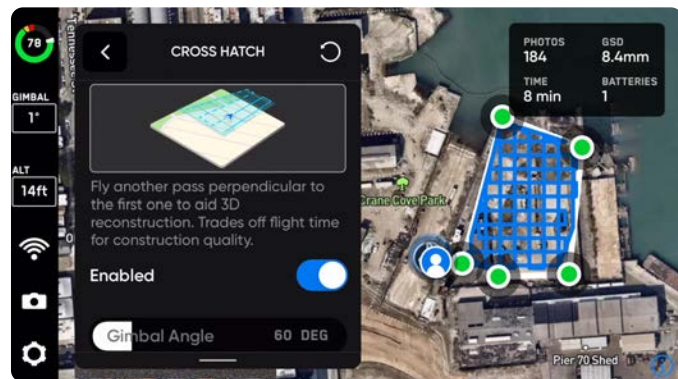 78
GIMBAL
1°
ALT
14ft
CROSS HATCH
Fly another pass perpendicular to
the first one to aid 3D
reconstruction. Trades off flight time
for construction quality.
Enabled
Gimbal Angle 60 DEG
Tennessee
PHOTOS GSD
184 8.4mm
TIME BATTERIES
8 min 1
Crane Cove Park
Pier 70 Shed